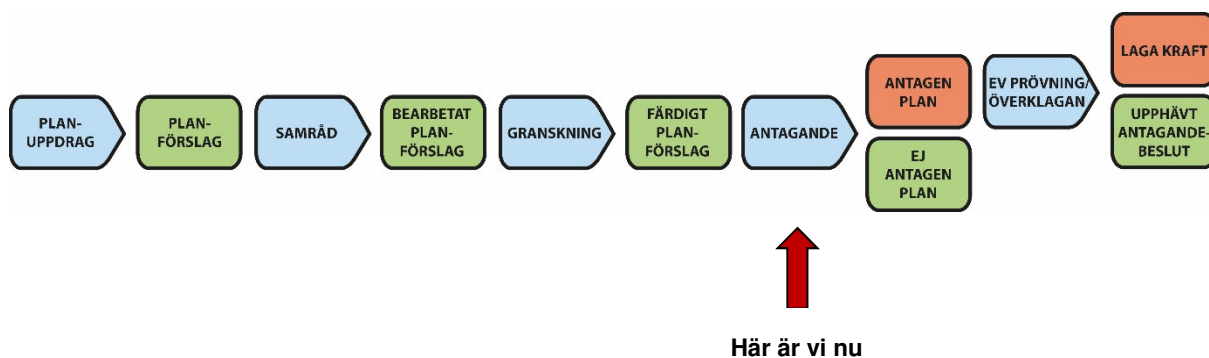 PLAN-
UPPDRAG
PLAN-
FÖRSLAG
SAMRÅD
BEARBETAT
PLAN-
FÖRSLAG
GRANSKNING
FÄRDIGT
PLAN-
FÖRSLAG
ANTAGANDE
ANTAGEN
PLAN
EJ
ANTAGEN
PLAN
EV PRÖVNING/
ÖVERKLAGAN
LAGA KRAFT
UPPHÄVT
ANTAGANDE-
BESLUT
Här är vi nu